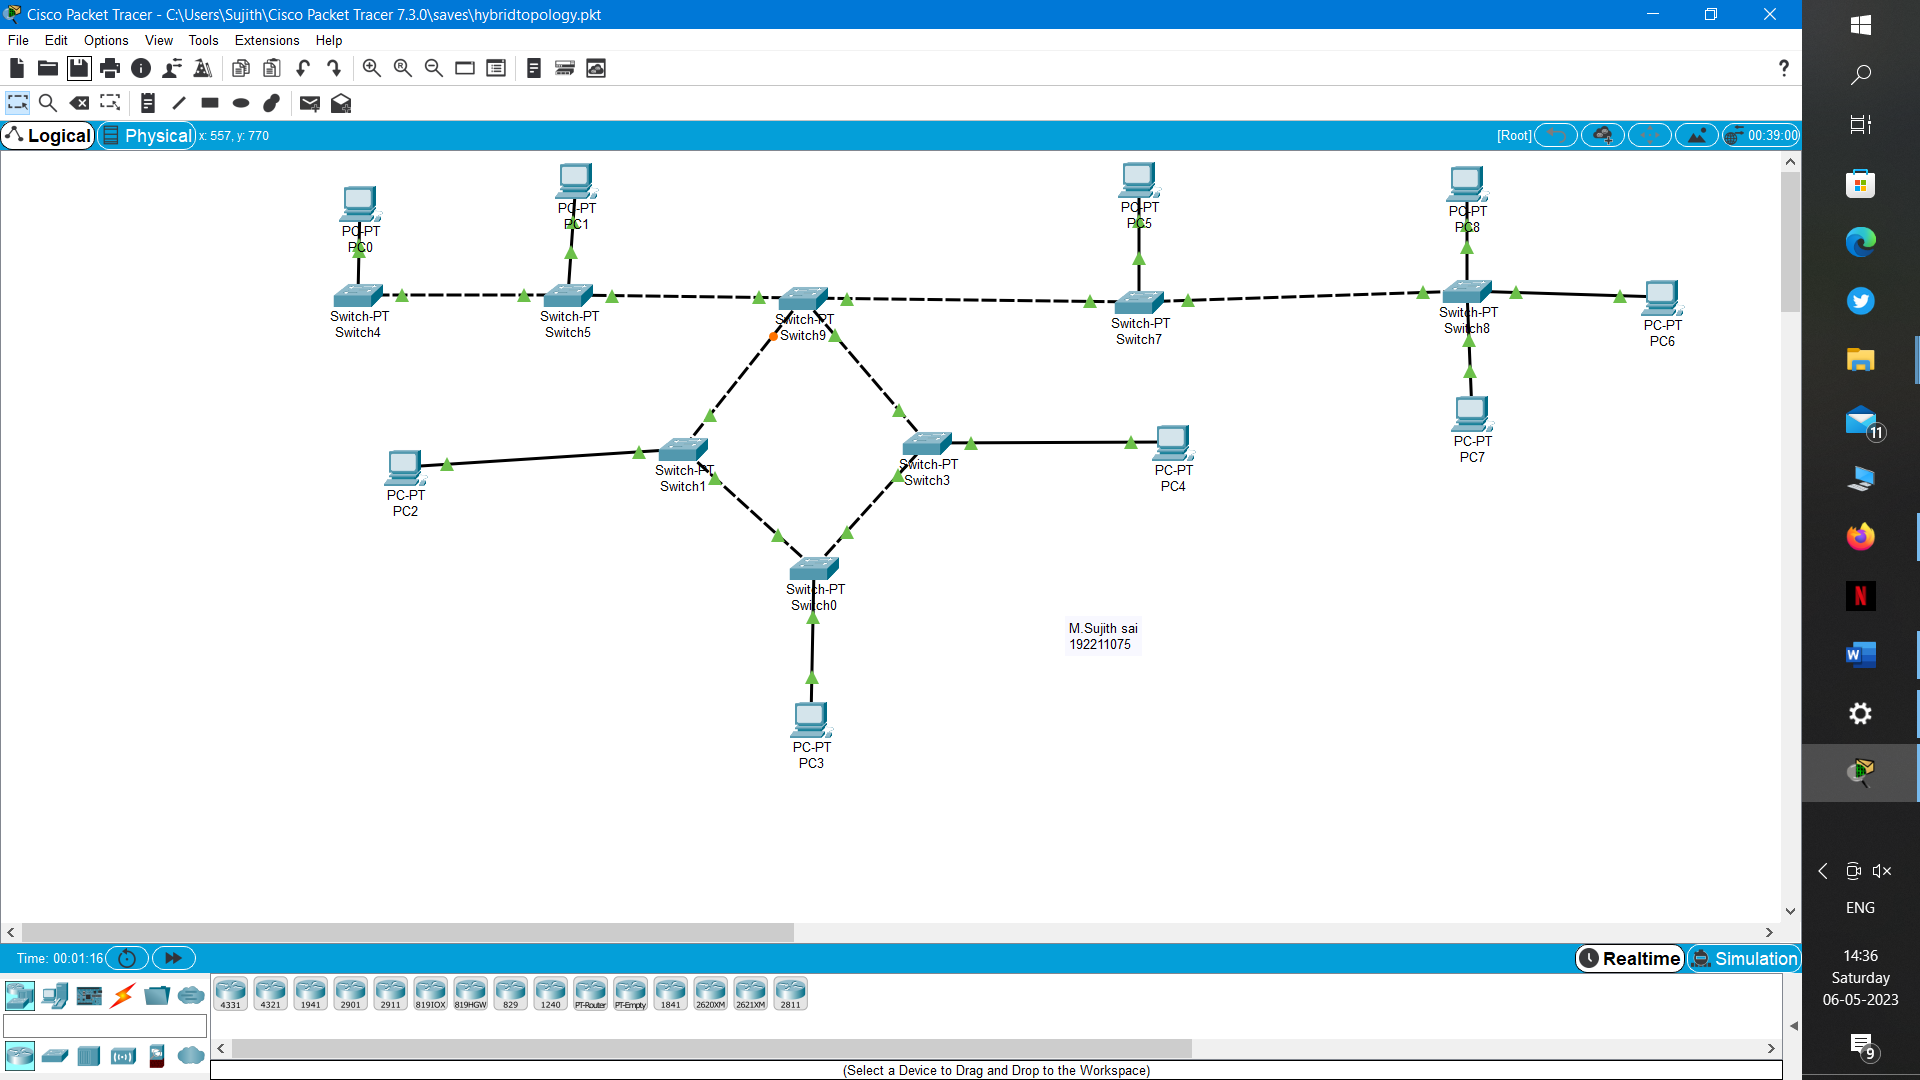 Cisco Packet Tracer - C:\Users\Sujith\Cisco Packet Tracer 7.3.0\saves\hybridtopology.pkt
File Edit Options View Tools Extensions Help
?
Logical Physical x: 557, y: 770 [Root] 00:39:00
PC-PT
PC0
PC-PT
PC1
PC-PT
PC5
PC-PT
PC8
Switch-PT
Switch4
Switch-PT
Switch5
Switch-PT
Switch9
Switch-PT
Switch7
Switch-PT
Switch8
PC-PT
PC6
PC-PT
PC2
Switch-PT
Switch1
Switch-PT
Switch3
PC-PT
PC4
PC-PT
PC7
Switch-PT
Switch0
M.Sujith sai
192211075
PC-PT
PC3
Time: 00:01:16 Realtime Simulation
4331 4321 1941 2901 2911 819IOX 819HGW 829 1240 PT-Router PT-Empty 1841 2620XM 2621XM 2811
(Select a Device to Drag and Drop to the Workspace)
11
N
W
ENG
14:36
Saturday
06-05-2023
9